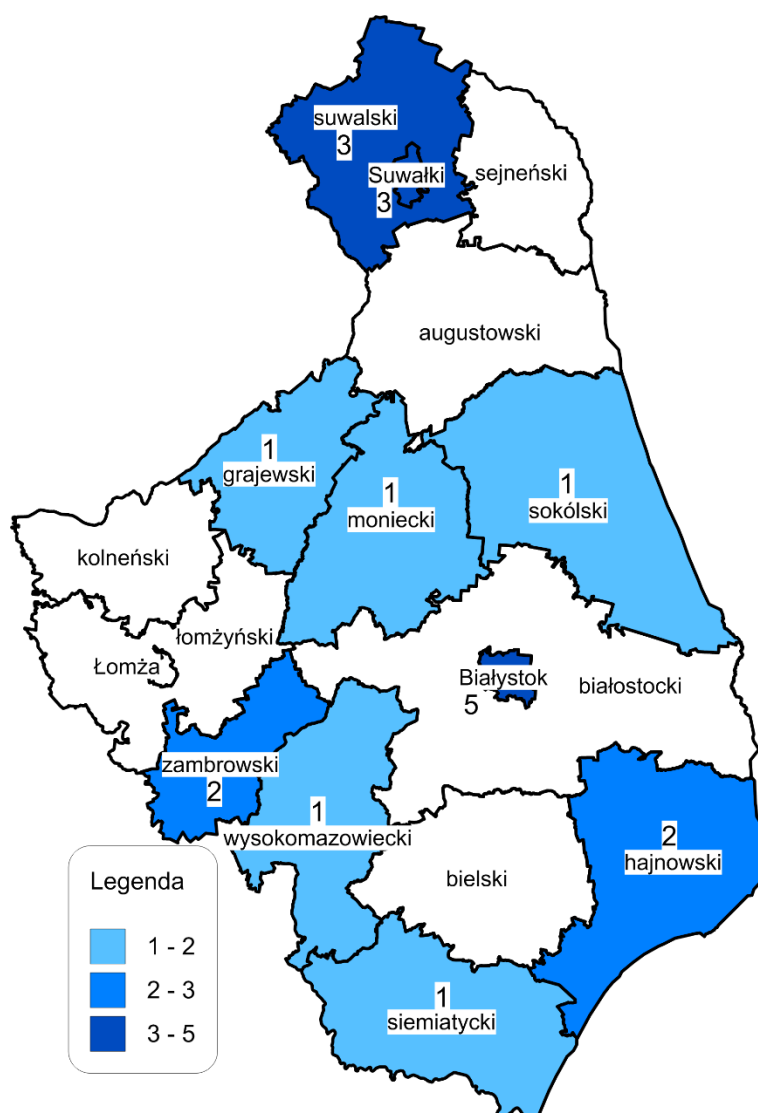 suwalski
3
Suwałki
3
sejneński
augustowski
1
grajewski
1
moniecki
1
sokólski
kolneński
łomżyński
Łomża
Białystok
5
białostocki
zambrowski
2
1
wysokomazowiecki
2
hajnowski
bielski
1
siemiatycki
Legenda
1 - 2
2 - 3
3 - 5